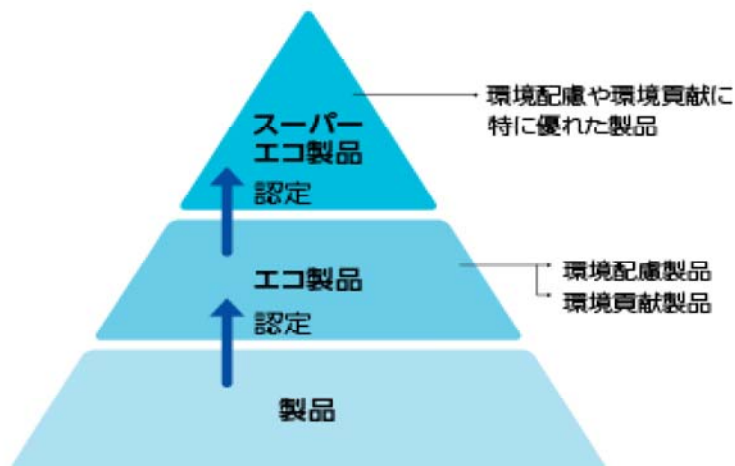 スーパー
エコ製品
認定
環境配慮や環境貢献に
特に優れた製品
エコ製品
認定
環境配慮製品
環境貢献製品
製品